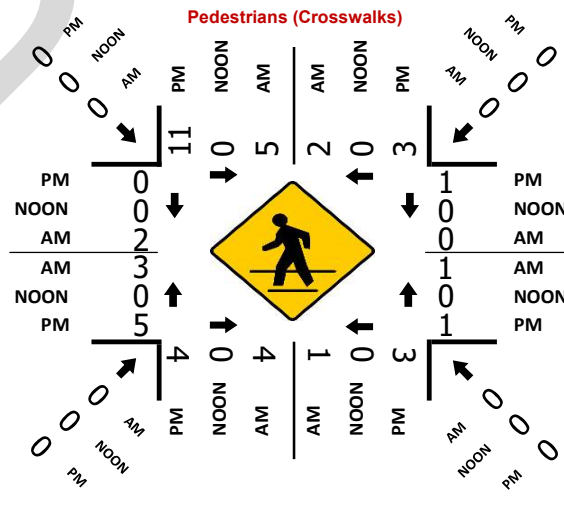 Pedestrians (Crosswalks)
PM NOON AM
0 0 0
PM NOON AM AM NOON PM
11 0 5 2 0 3
AM NOON PM
0 0 0
PM 0
NOON 0
AM 2
AM 3
NOON 0
PM 5
1 PM
0 NOON
0 AM
1 AM
0 NOON
1 PM
4 0 4 1 0 3
PM NOON AM AM NOON PM
0 0 0
AM NOON PM
0 0 0
AM NOON PM